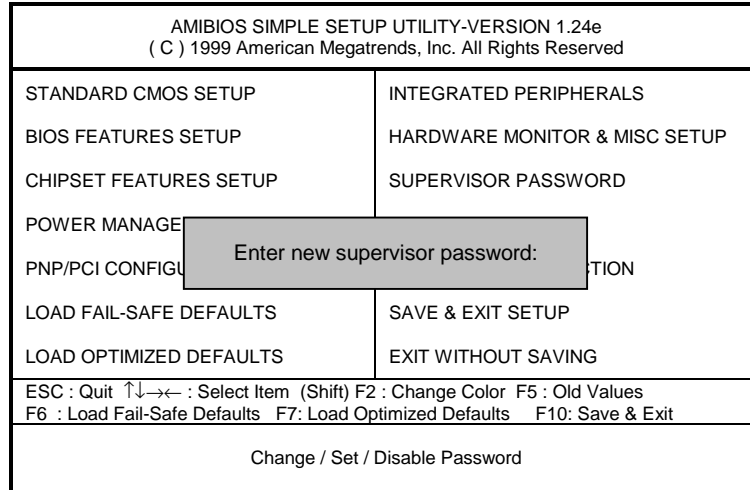 AMIBIOS SIMPLE SETUP UTILITY-VERSION 1.24e
( C ) 1999 American Megatrends, Inc. All Rights Reserved
STANDARD CMOS SETUP
BIOS FEATURES SETUP
CHIPSET FEATURES SETUP
POWER MANAGE
PNP/PCI CONFIGU
LOAD FAIL-SAFE DEFAULTS
LOAD OPTIMIZED DEFAULTS
INTEGRATED PERIPHERALS
HARDWARE MONITOR & MISC SETUP
SUPERVISOR PASSWORD
TION
SAVE & EXIT SETUP
EXIT WITHOUT SAVING
Enter new supervisor password:
ESC : Quit ↑↓→← : Select Item (Shift) F2 : Change Color F5 : Old Values
F6 : Load Fail-Safe Defaults F7: Load Optimized Defaults F10: Save & Exit
Change / Set / Disable Password